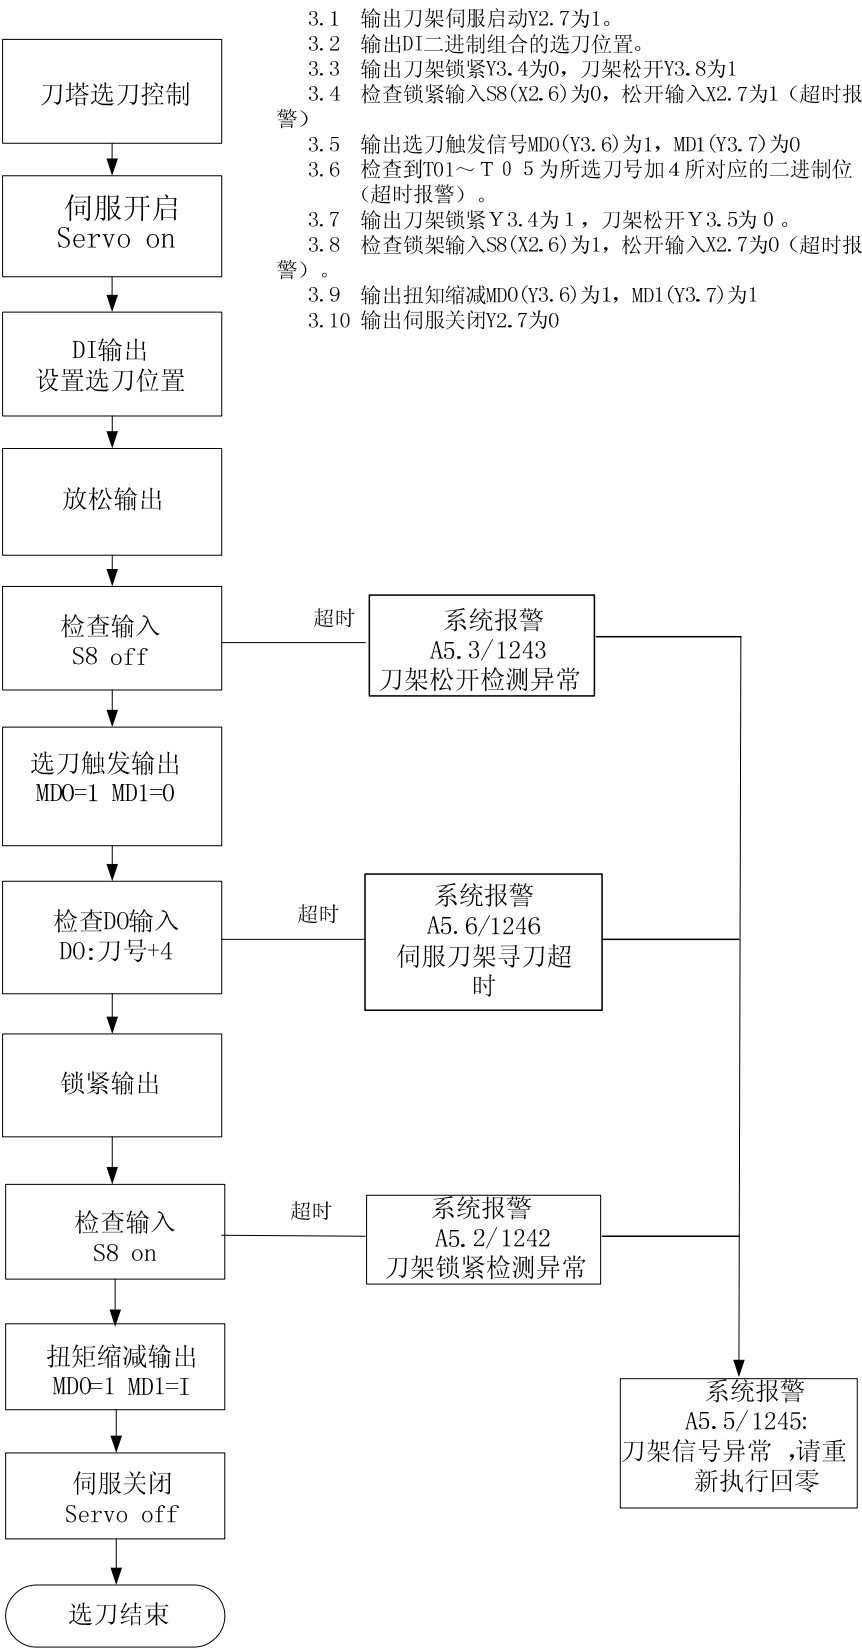 3.1 输出刀架伺服启动Y2.7为1。
3.2 输出DI二进制组合的选刀位置。
3.3 输出刀架锁紧Y3.4为0，刀架松开Y3.8为1
3.4 检查锁紧输入S8(X2.6)为0，松开输入X2.7为1（超时报
警）
3.5 输出选刀触发信号MD0(Y3.6)为1，MD1(Y3.7)为0
3.6 检查到T01～T０５为所选刀号加４所对应的二进制位
（超时报警）。
3.7 输出刀架锁紧Ｙ3.4为１，刀架松开Ｙ3.5为０。
3.8 检查锁架输入S8(X2.6)为1，松开输入X2.7为0（超时报
警）。
3.9 输出扭知缩减MD0(Y3.6)为1，MD1(Y3.7)为1
3.10 输出伺服关闭Y2.7为0
刀塔选刀控制
伺服开启
Servo on
DI输出
设置选刀位置
放松输出
检查输入
S8 off
超时
系统报警
A5.3/1243
刀架松开检测异常
选刀触发输出
MD0=1 MD1=0
检查DO输入
DO:刀号+4
超时
系统报警
A5.6/1246
伺服刀架寻刀超
时
锁紧输出
检查输入
S8 on
超时
系统报警
A5.2/1242
刀架锁紧检测异常
扭矩缩减输出
MD0=1 MD1=I
系统报警
A5.5/1245:
刀架信号异常 ,请重
新执行回零
伺服关闭
Servo off
选刀结束